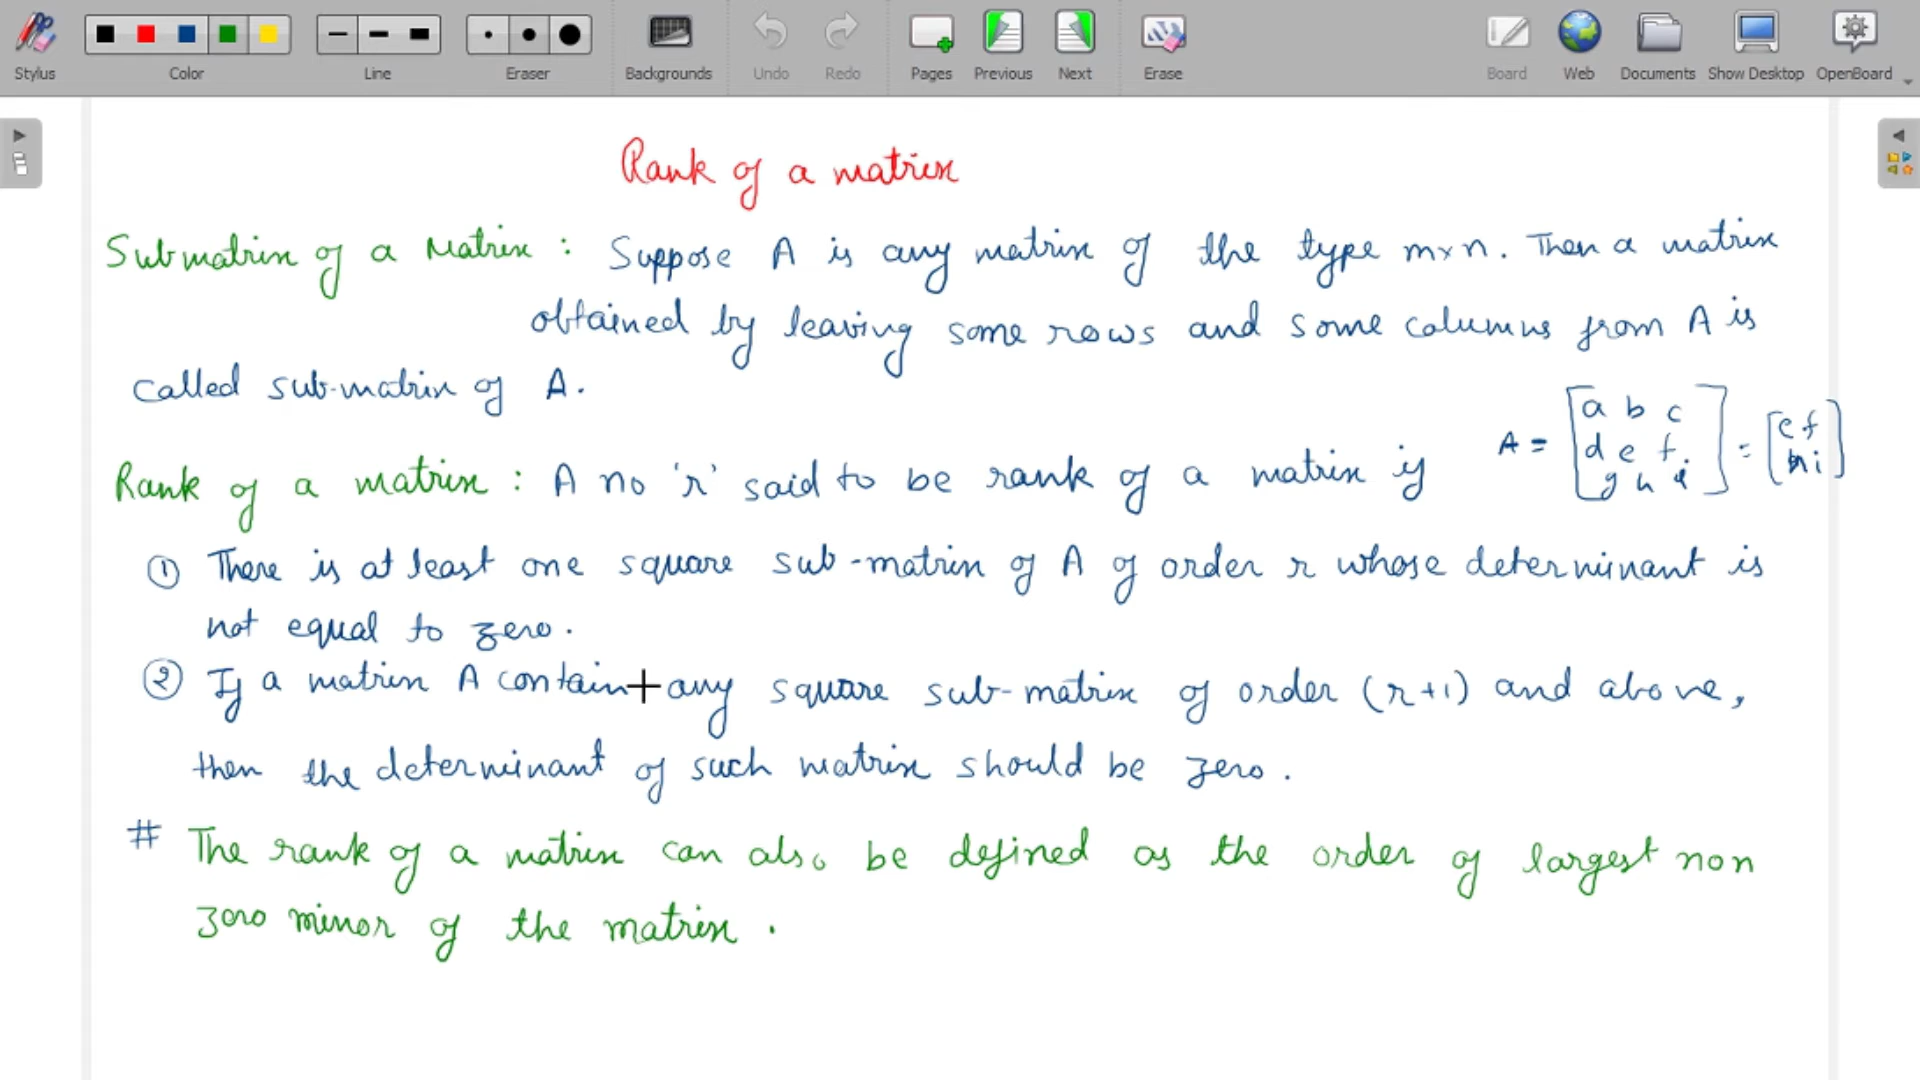 Stylus Color Line Eraser Backgrounds Undo Redo Pages Previous Next Erase Board Web Documents Show Desktop OpenBoard
Rank of a matrix
Submatrix of a Matrix : Suppose A is any matrix of the type m×n. Then a matrix
obtained by leaving some rows and some columns from A is
called sub-matrix of A.
A = [a b c
d e f
g h i] = [e f
h i]
Rank of a matrix : A no 'r' said to be rank of a matrix if
① There is at least one square sub-matrix of A of order r whose determinant is
not equal to zero.
② If a matrix A contain any square sub-matrix of order (r+1) and above,
then the determinant of such matrix should be zero.
# The rank of a matrix can also be defined as the order of largest non
zero minor of the matrix .